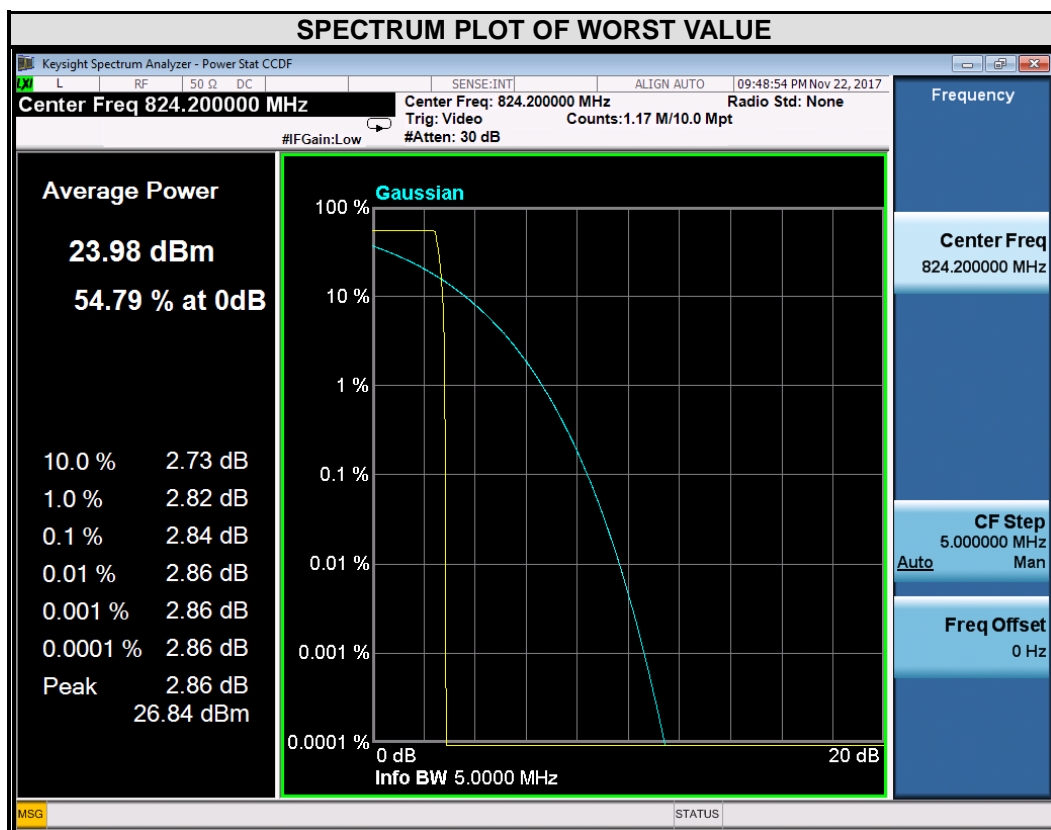 SPECTRUM PLOT OF WORST VALUE
Keysight Spectrum Analyzer - Power Stat CCDF
LXI L RF 50 Ω DC SENSE:INT ALIGN AUTO 09:48:54 PM Nov 22, 2017
Center Freq 824.200000 MHz
Center Freq: 824.200000 MHz Radio Std: None
Trig: Video Counts:1.17 M/10.0 Mpt
#IFGain:Low #Atten: 30 dB
Frequency
Average Power
23.98 dBm
54.79 % at 0dB
10.0 % 2.73 dB
1.0 % 2.82 dB
0.1 % 2.84 dB
0.01 % 2.86 dB
0.001 % 2.86 dB
0.0001 % 2.86 dB
Peak 2.86 dB
26.84 dBm
Gaussian
100 %
10 %
1 %
0.1 %
0.01 %
0.001 %
0.0001 %
0 dB 20 dB
Info BW 5.0000 MHz
Center Freq
824.200000 MHz
CF Step
5.000000 MHz
Auto Man
Freq Offset
0 Hz
MSG STATUS